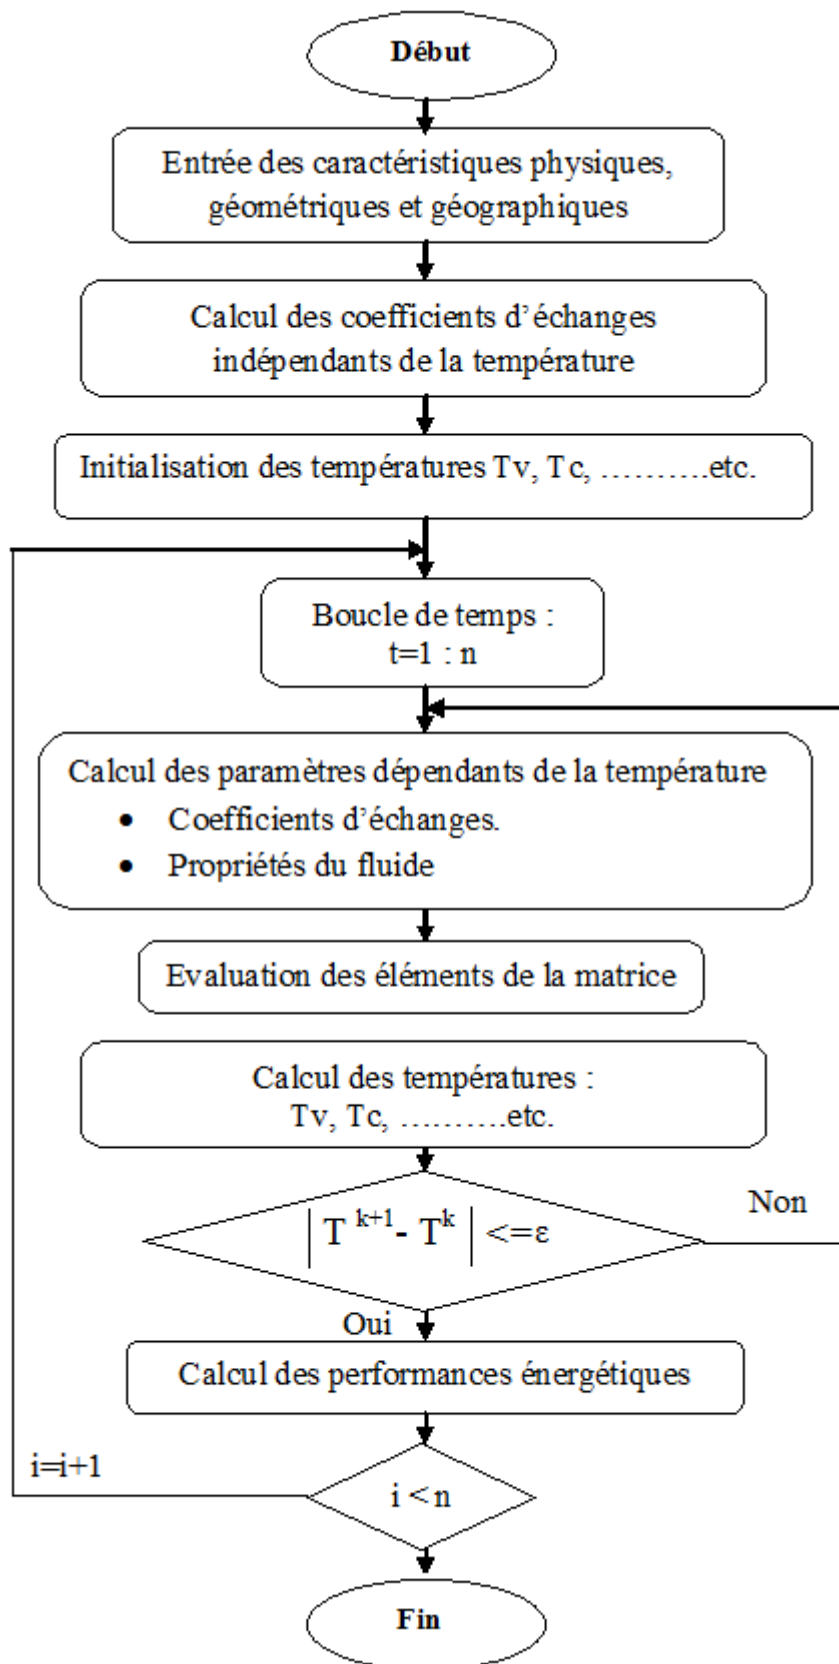 Début
Entrée des caractéristiques physiques,
géométriques et géographiques
Calcul des coefficients d'échanges
indépendants de la température
Initialisation des températures Tv, Tc, ……….etc.
Boucle de temps :
t=1 : n
Calcul des paramètres dépendants de la température
• Coefficients d'échanges.
• Propriétés du fluide
Evaluation des éléments de la matrice
Calcul des températures :
Tv, Tc, ……….etc.
Non
| T k+1 - T k | <=ε
Oui
Calcul des performances énergétiques
i=i+1
i < n
Fin